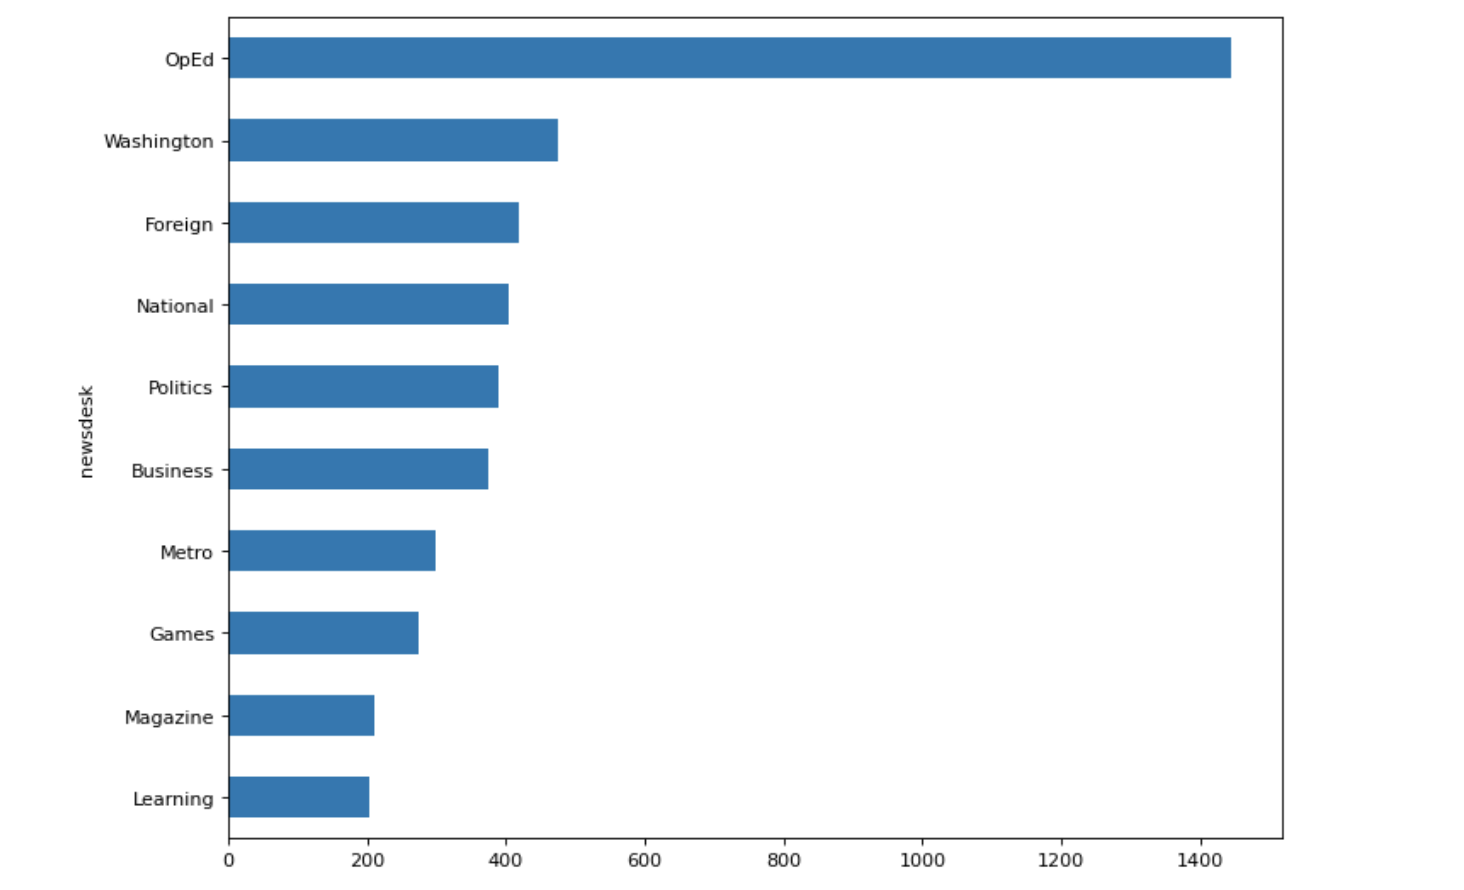 OpEd
Washington
Foreign
National
Politics
newsdesk
Business
Metro
Games
Magazine
Learning
0 200 400 600 800 1000 1200 1400